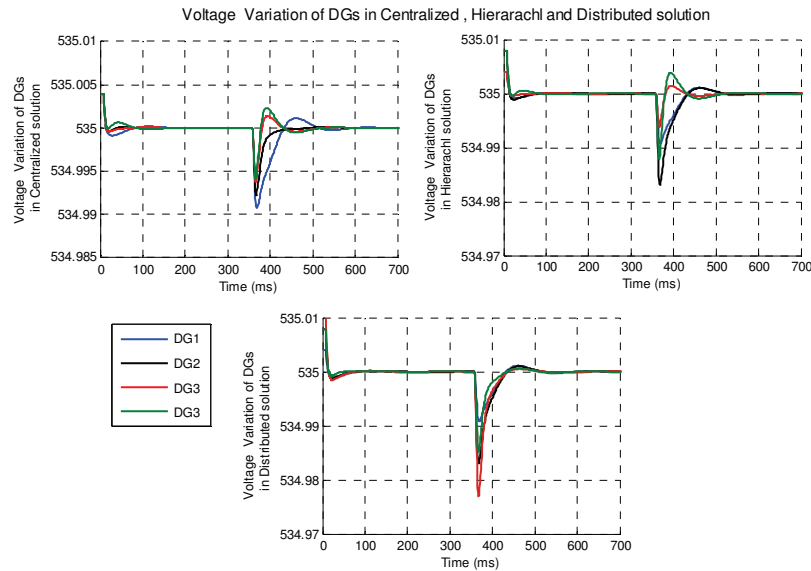 Voltage Variation of DGs in Centralized , Hierarachl and Distributed solution
Voltage Variation of DGs
in Centralized solution
535.01
535.005
535
534.995
534.99
534.985
0 100 200 300 400 500 600 700
Time (ms)
Voltage Variation of DGs
in Hierarachl solution
535.01
535
534.99
534.98
534.97
0 100 200 300 400 500 600 700
Time (ms)
DG1
DG2
DG3
DG3
Voltage Variation of DGs
in Distributed solution
535.01
535
534.99
534.98
534.97
0 100 200 300 400 500 600 700
Time (ms)